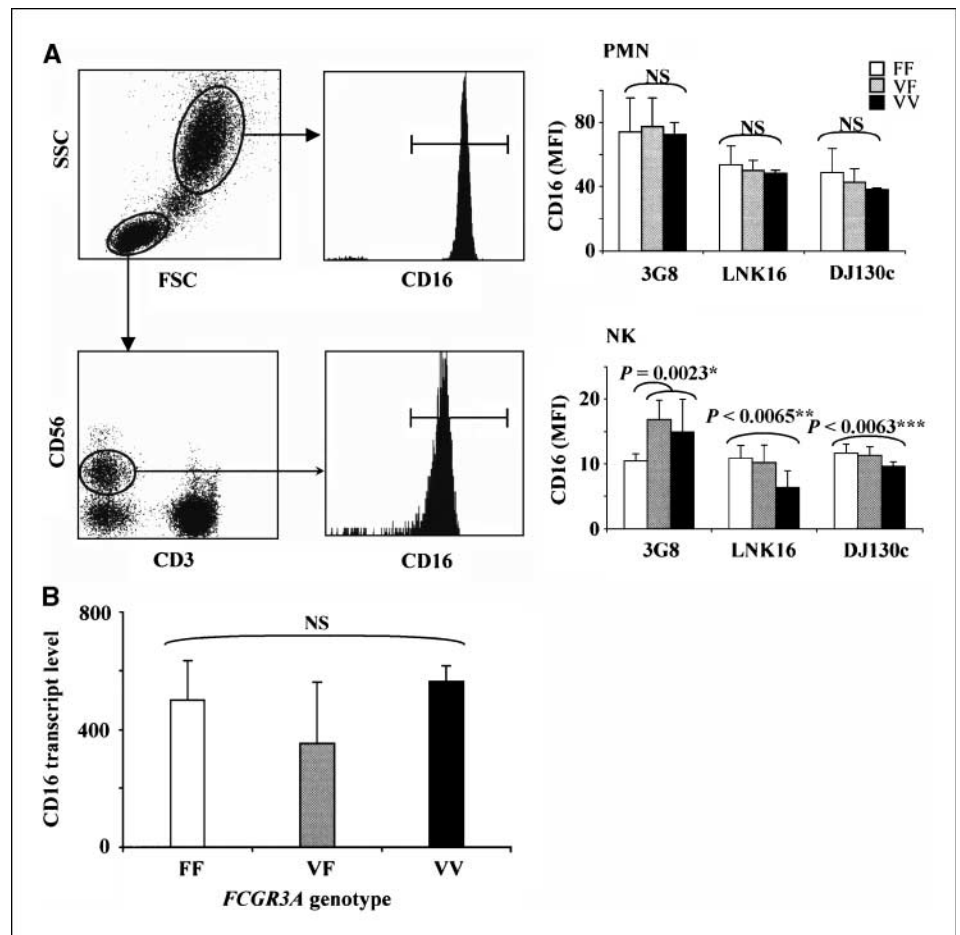 A
SSC
FSC
CD16
PMN
FF
VF
VV
CD16 (MFI)
80
40
0
NS
NS
NS
3G8
LNK16
DJ130c
CD56
CD3
CD16
NK
CD16 (MFI)
20
10
0
P = 0.0023*
P < 0.0065**
P < 0.0063***
3G8
LNK16
DJ130c
B
CD16 transcript level
800
400
0
NS
FF
VF
VV
FCGR3A genotype